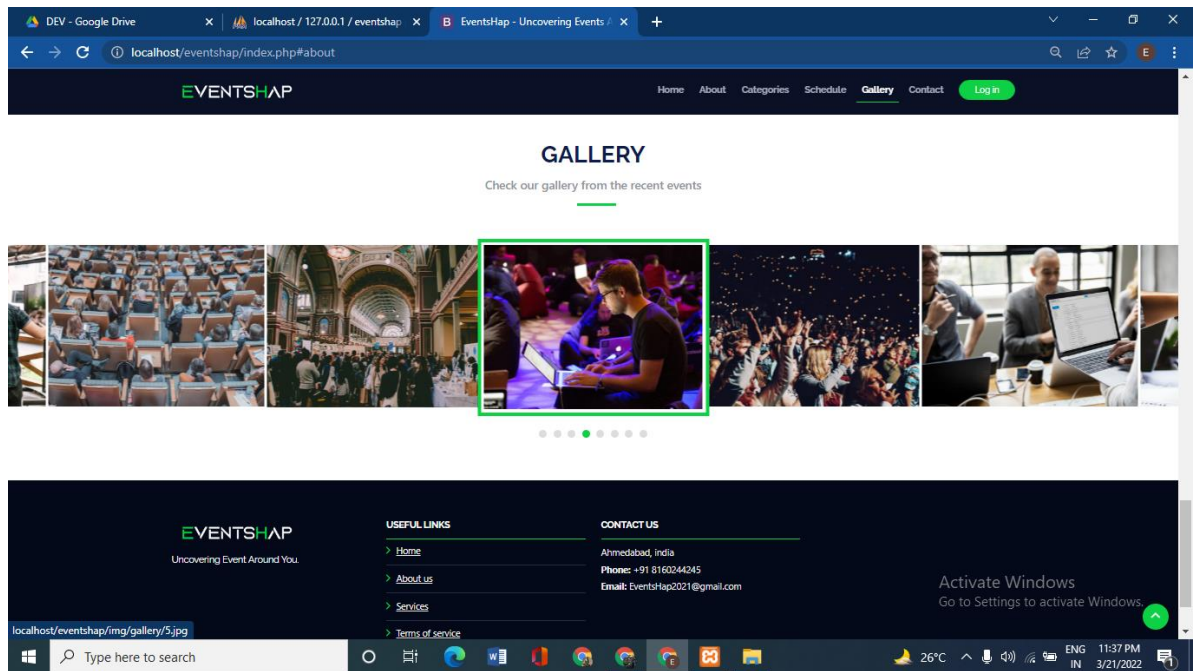 DEV - Google Drive
localhost / 127.0.0.1 / eventshap
B EventsHap - Uncovering Events A
localhost/eventshap/index.php#about
E
EVENTSHAP
Home About Categories Schedule Gallery Contact Log in
GALLERY
Check our gallery from the recent events
EVENTSHAP
Uncovering Event Around You.
USEFUL LINKS
Home
About us
Services
Terms of service
CONTACT US
Ahmedabad, india
Phone: +91 8160244245
Email: EventsHap2021@gmail.com
Activate Windows
Go to Settings to activate Windows.
localhost/eventshap/img/gallery/5.jpg
Type here to search
26°C
ENG
IN
11:37 PM
3/21/2022